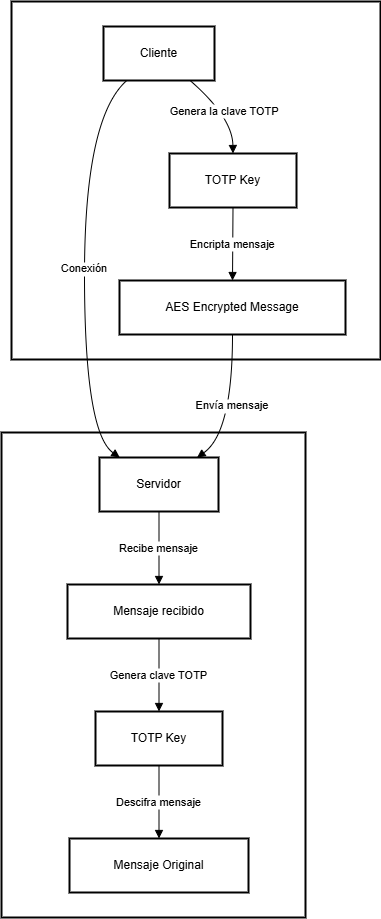 Cliente
Genera la clave TOTP
TOTP Key
Encripta mensaje
Conexión
AES Encrypted Message
Envía mensaje
Servidor
Recibe mensaje
Mensaje recibido
Genera clave TOTP
TOTP Key
Descifra mensaje
Mensaje Original